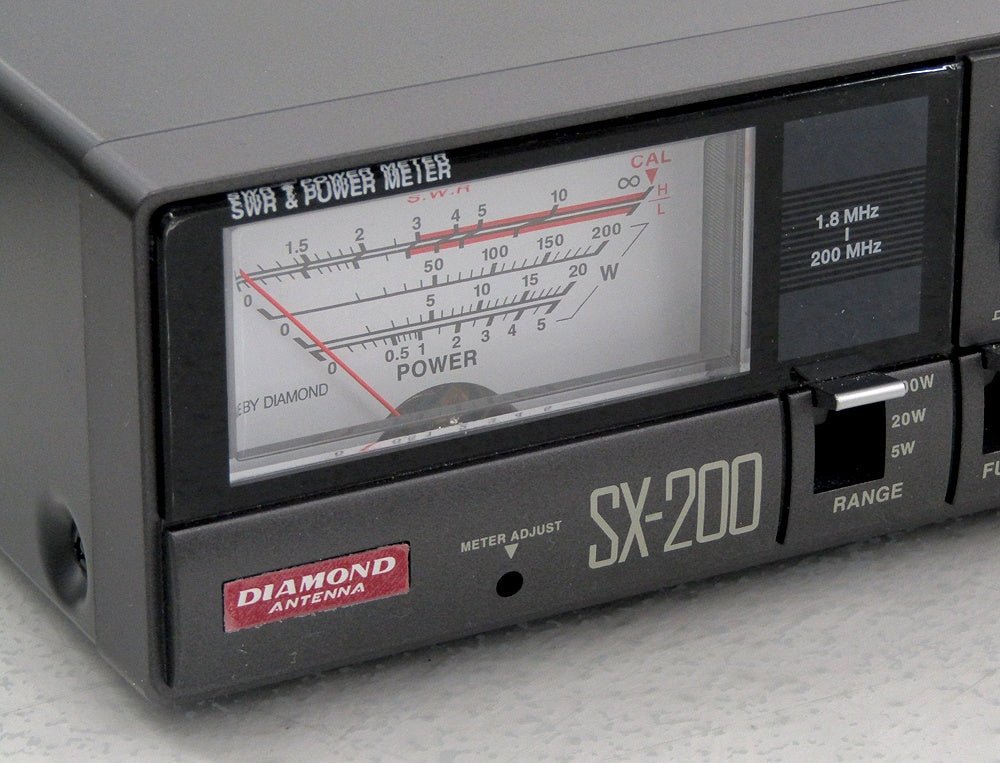 SWR & POWER METER
S.W.R
CAL
1.5 2 3 4 5 10 ∞ H
L
0 50 100 150 200
0 5 10 15 20 W
0 0.5 1 2 3 4 5
POWER
BY DIAMOND
1.8 MHz
|
200 MHz
20W
5W
RANGE
SX-200
METER ADJUST
DIAMOND
ANTENNA